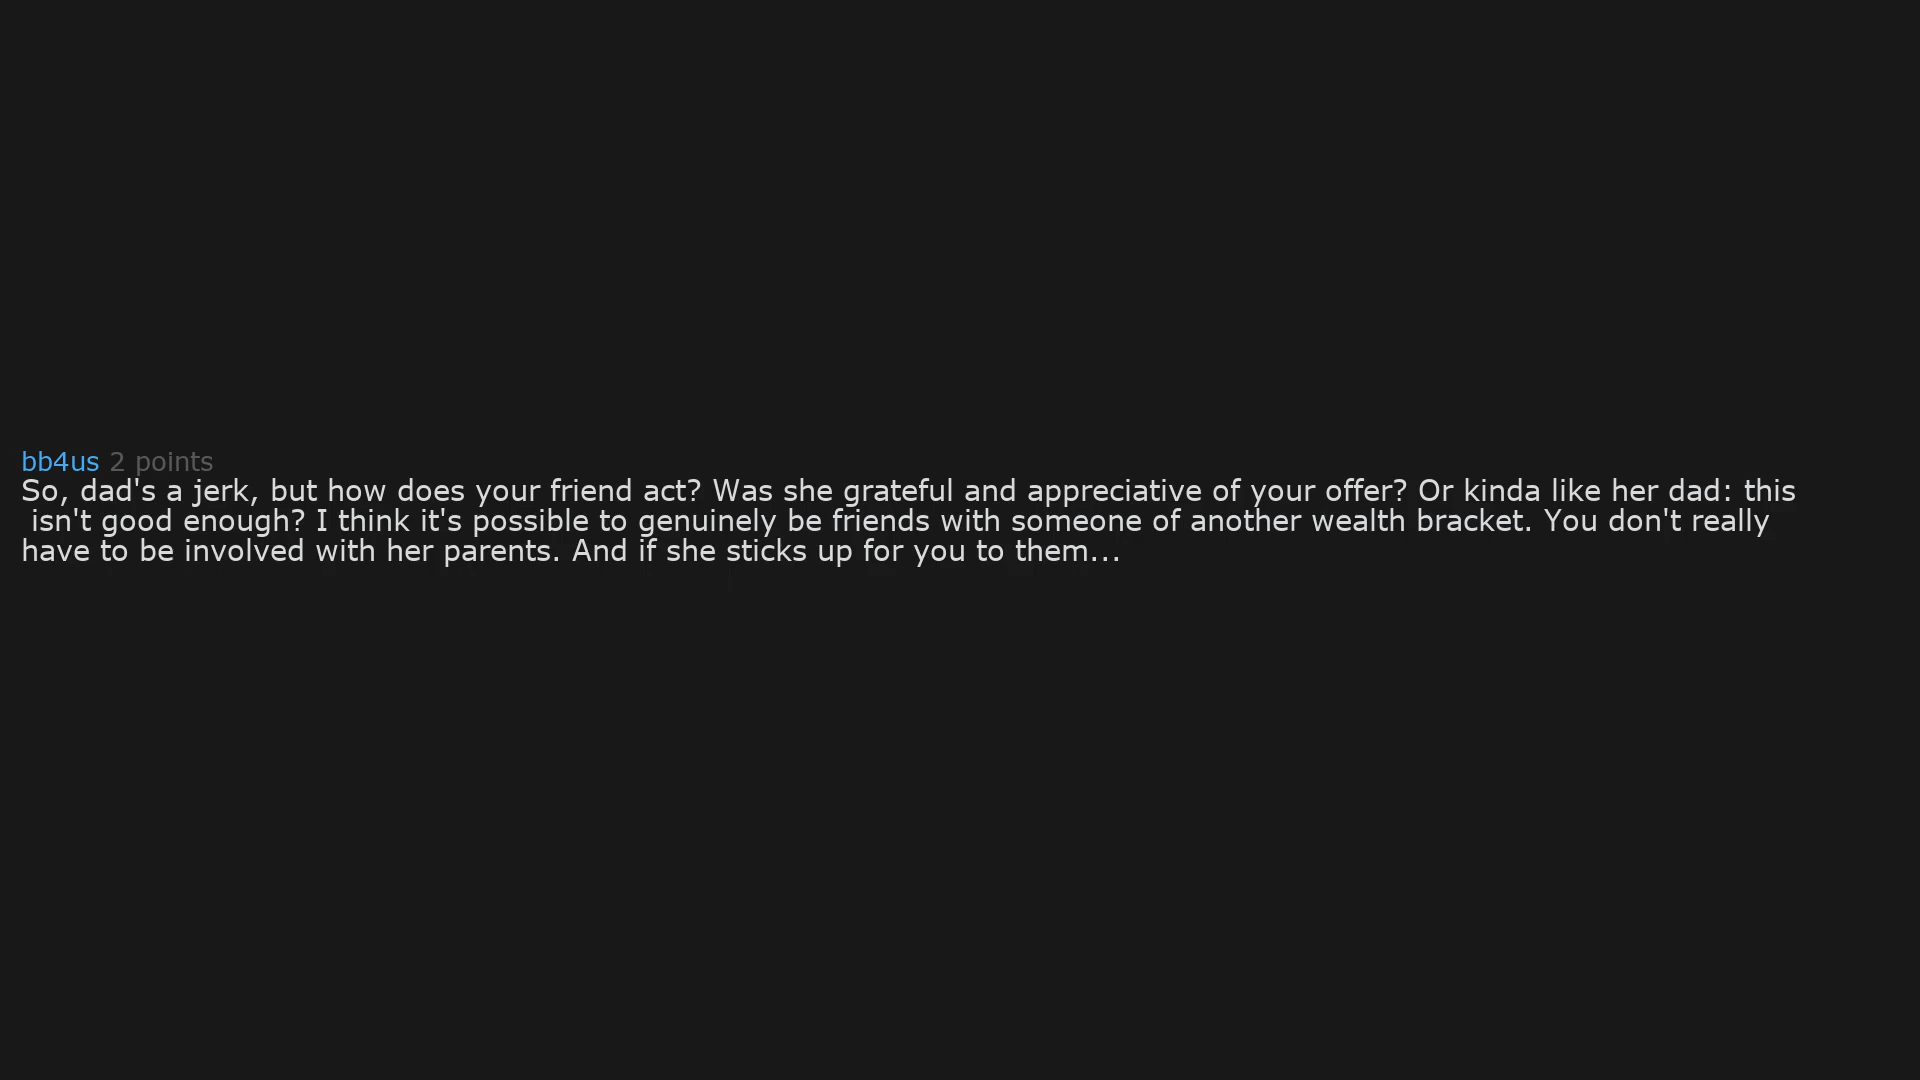 bb4us 2 points
So, dad's a jerk, but how does your friend act? Was she grateful and appreciative of your offer? Or kinda like her dad: this
isn't good enough? I think it's possible to genuinely be friends with someone of another wealth bracket. You don't really
have to be involved with her parents. And if she sticks up for you to them...